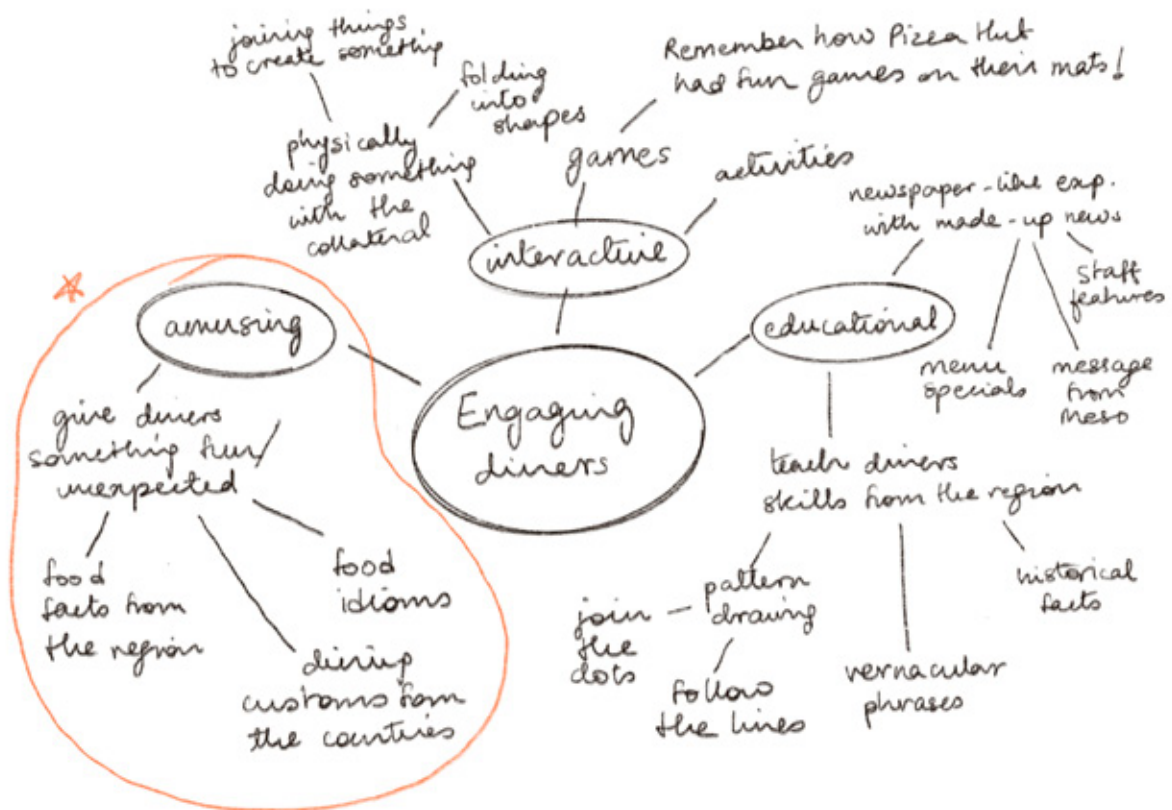 joining things
to create something
folding
into
shapes
physically
doing something
with the
collateral
Remember how Pizza Hut
had fun games on their mats!
games
activities
interactive
newspaper-like exp.
with made-up news
staff
features
menu
specials
message
from
meso
amusing
educational
Engaging
diners
give diners
something fun/
unexpected
food
facts from
the region
food
idioms
dining
customs from
the countries
teach diners
skills from the region
pattern
drawing
join
the
dots
follow
the lines
vernacular
phrases
historical
facts